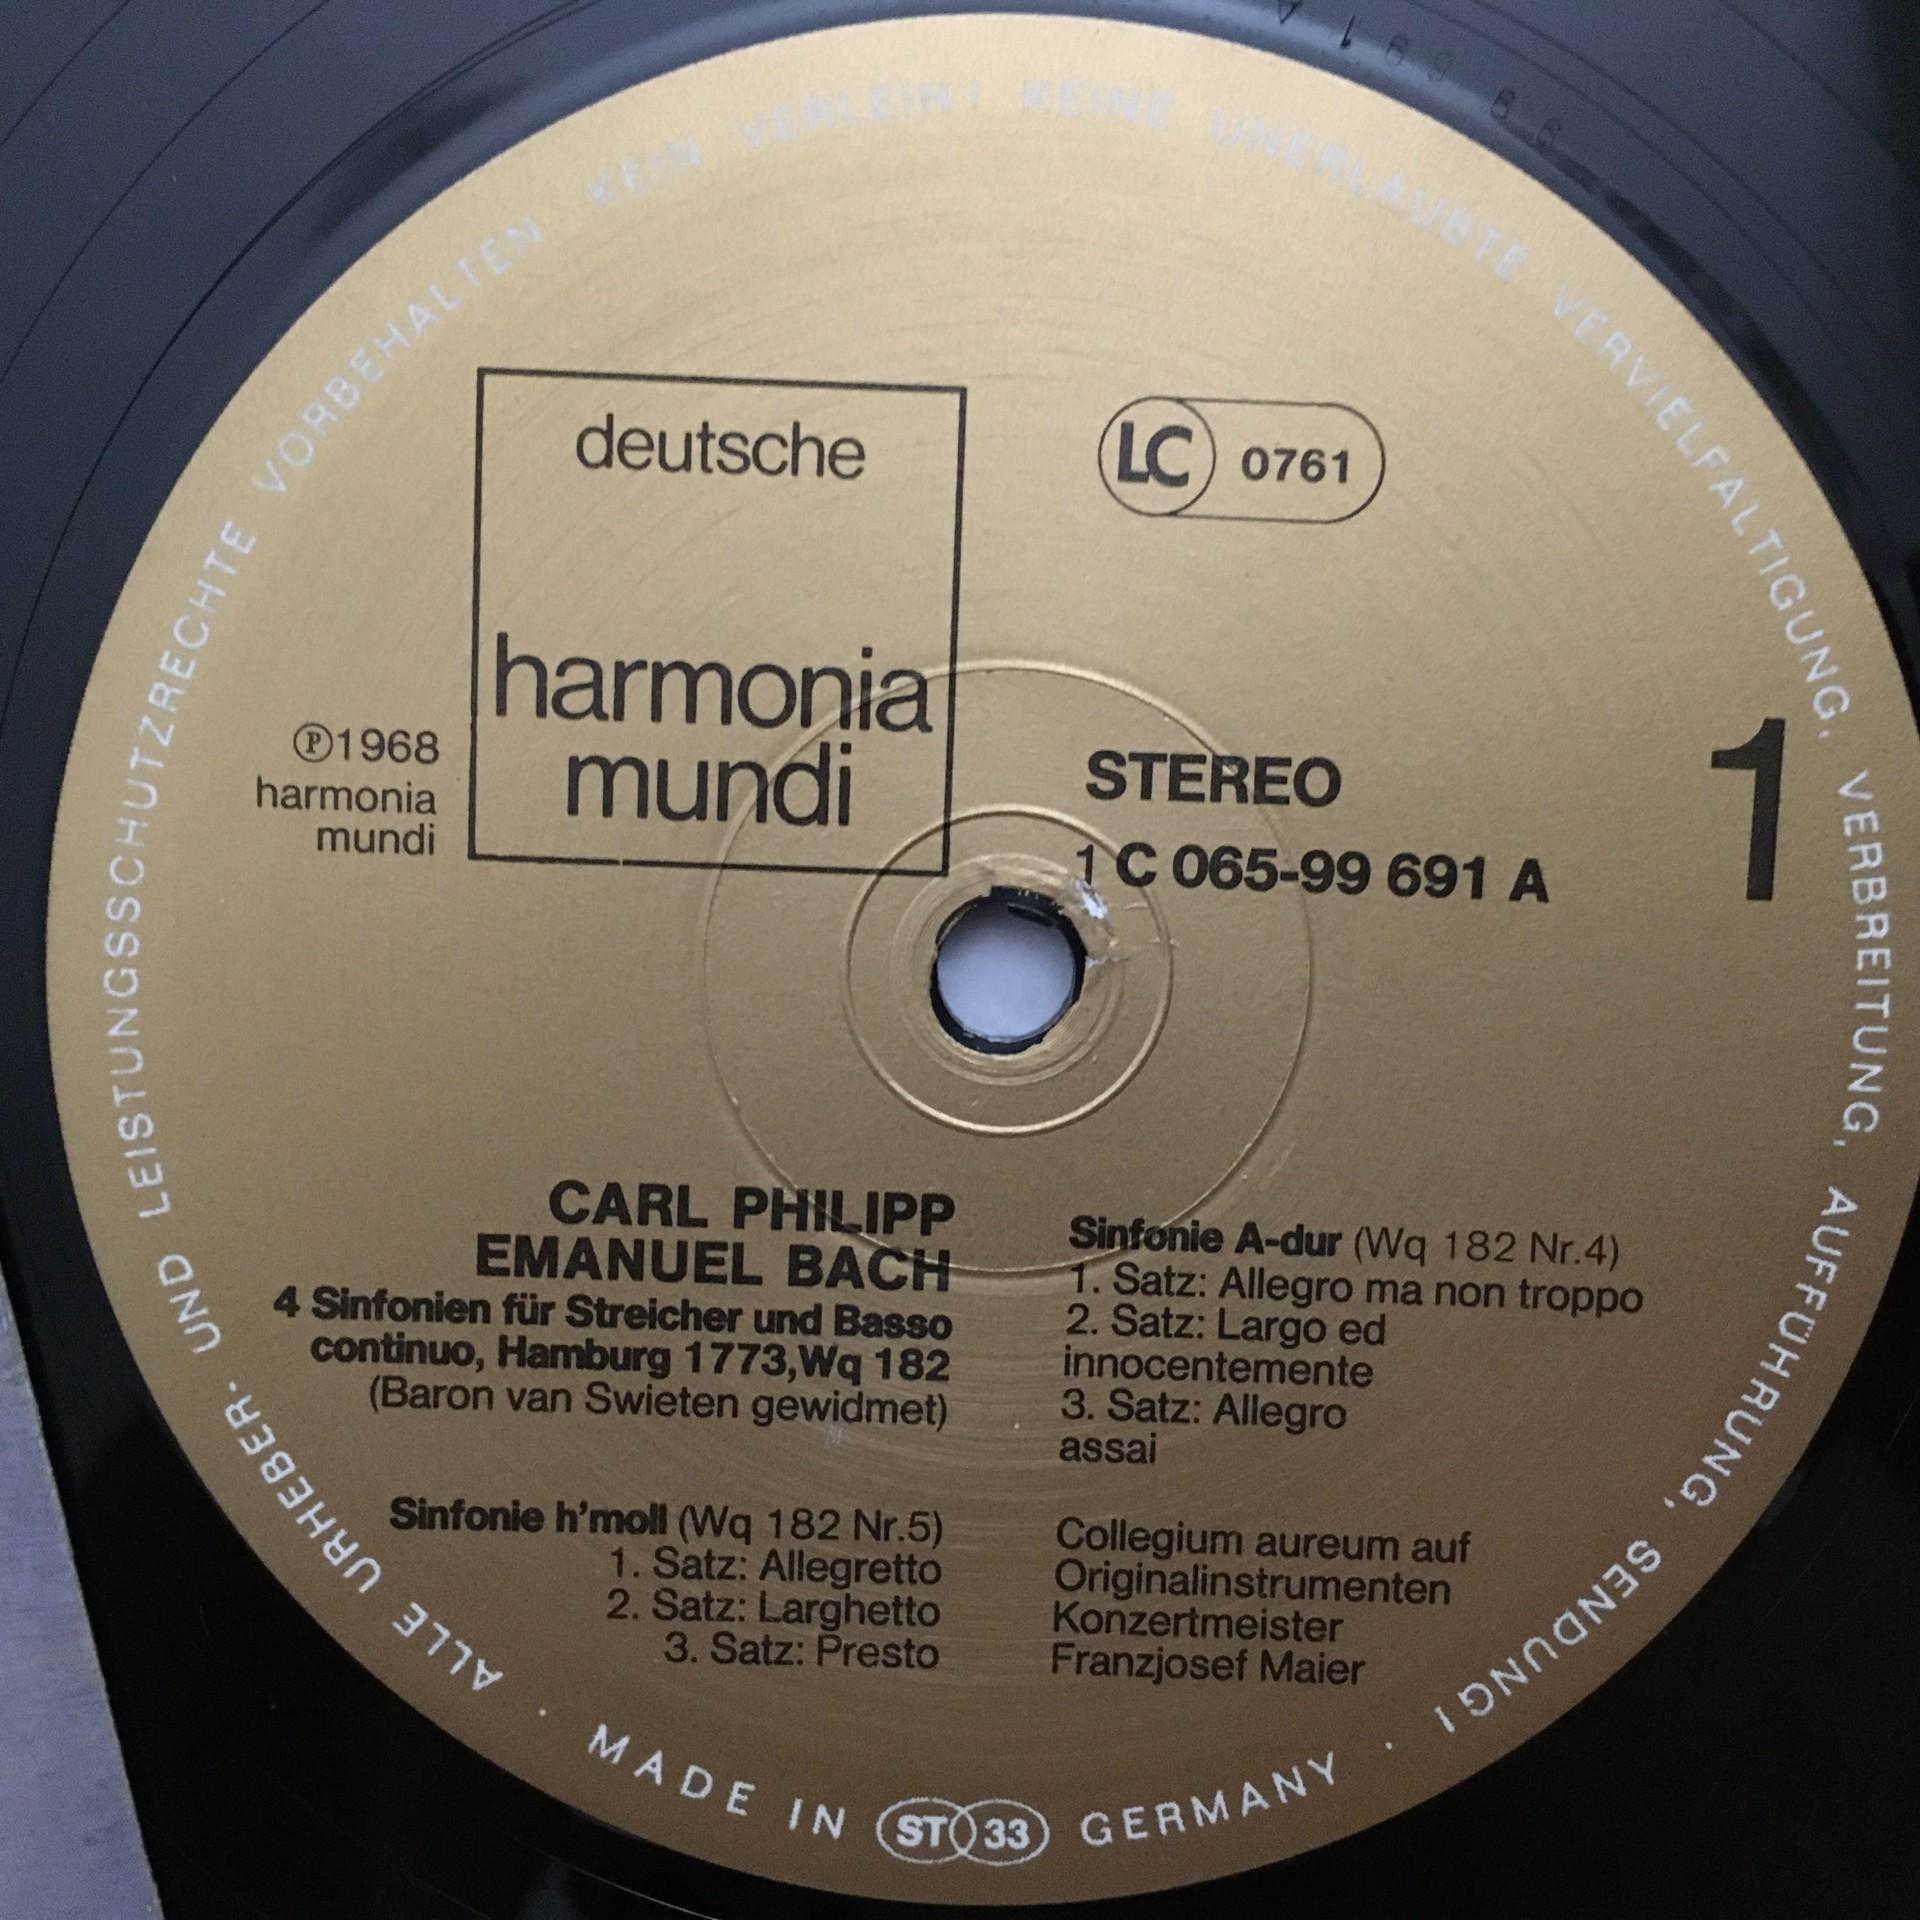 ALLE URHEBER- UND LEISTUNGSSCHUTZRECHTE VORBEHALTEN KEIN VERLEIH! KEINE UNERLAUBTE VERVIELFÄLTIGUNG, VERBREITUNG, AUFFÜHRUNG, SENDUNG!
deutsche
harmonia
mundi
LC 0761
Ⓟ1968
harmonia
mundi
STEREO
1 C 065-99 691 A
1
CARL PHILIPP
EMANUEL BACH
4 Sinfonien für Streicher und Basso
continuo, Hamburg 1773,Wq 182
(Baron van Swieten gewidmet)
Sinfonie h'moll (Wq 182 Nr.5)
1. Satz: Allegretto
2. Satz: Larghetto
3. Satz: Presto
Sinfonie A-dur (Wq 182 Nr.4)
1. Satz: Allegro ma non troppo
2. Satz: Largo ed
innocentemente
3. Satz: Allegro
assai
Collegium aureum auf
Originalinstrumenten
Konzertmeister
Franzjosef Maier
· MADE IN ST 33 GERMANY ·